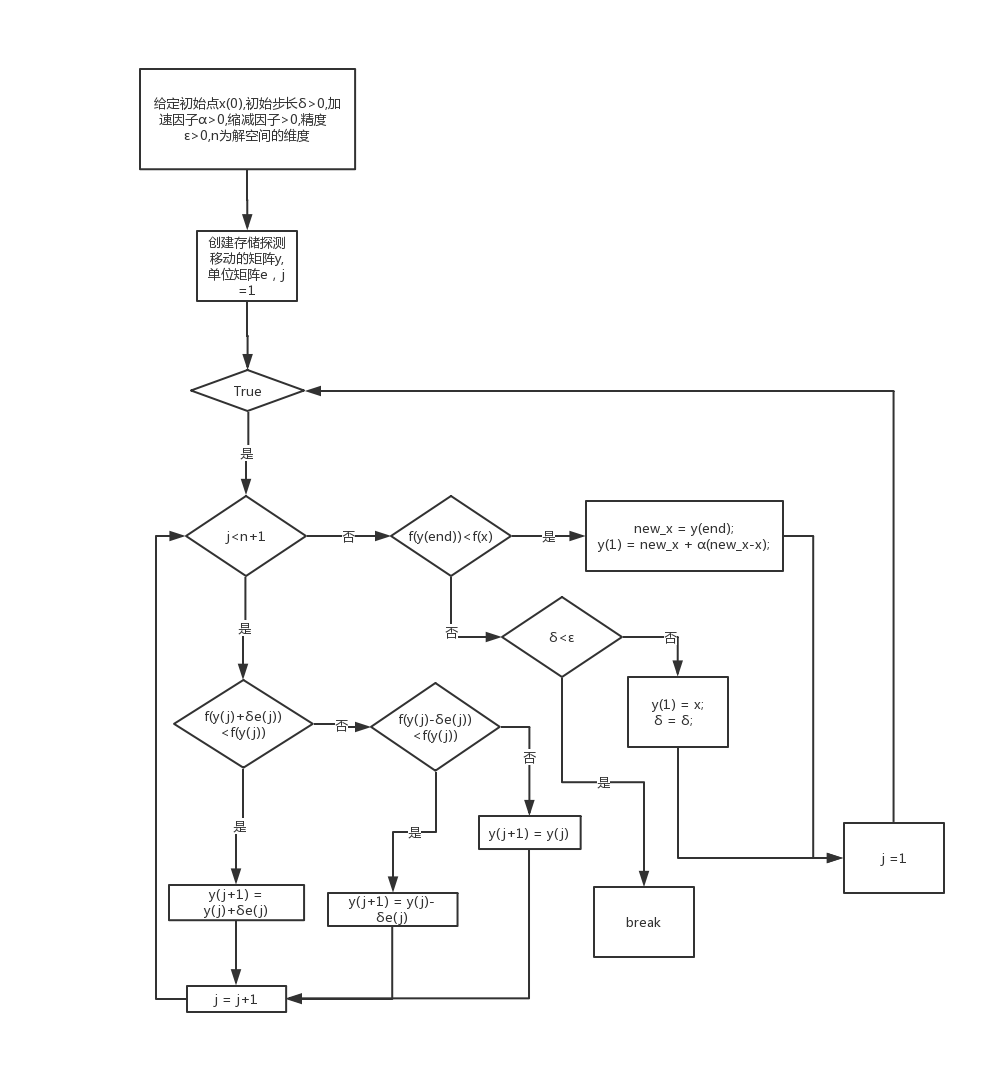 给定初始点x(0),初始步长δ>0,加
速因子α>0,缩减因子>0,精度
ε>0,n为解空间的维度
创建存储探测
移动的矩阵y,
单位矩阵e，j
=1
True
是
j<n+1
否
f(y(end))<f(x)
是
new_x = y(end);
y(1) = new_x + α(new_x-x);
是
否
δ<ε
否
f(y(j)+δe(j))
<f(y(j))
否
f(y(j)-δe(j))
<f(y(j))
否
y(1) = x;
δ = δ;
是
是
是
y(j+1) = y(j)
j =1
y(j+1) =
y(j)+δe(j)
y(j+1) = y(j)-
δe(j)
break
j = j+1